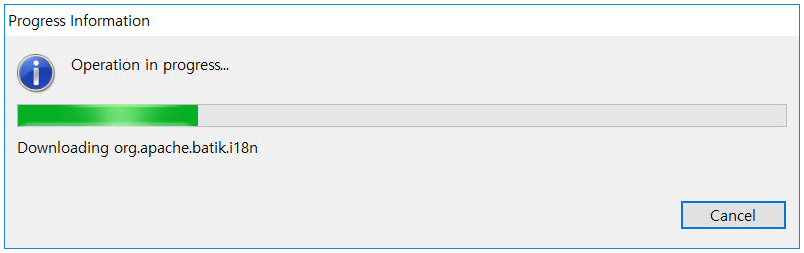 Progress Information
Operation in progress...
Downloading org.apache.batik.i18n
Cancel